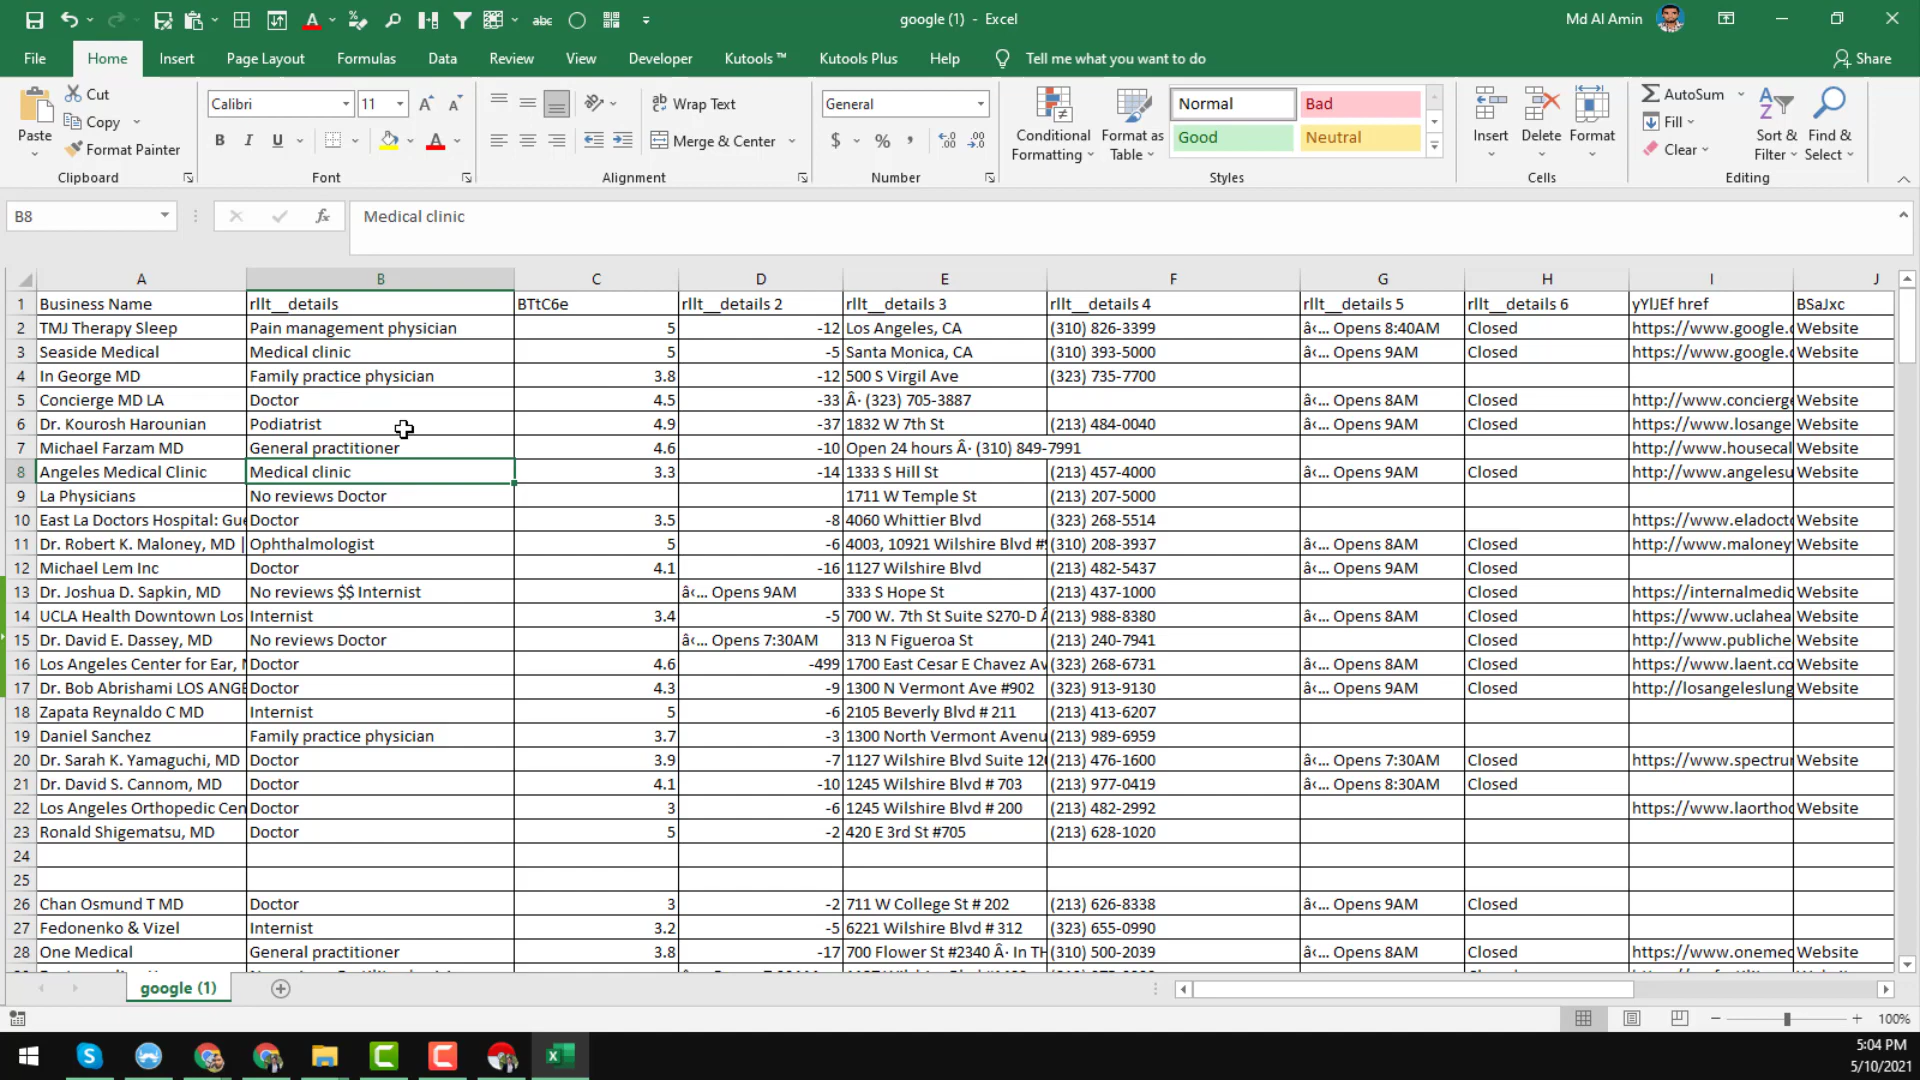 google (1) - Excel
Md Al Amin
File Home Insert Page Layout Formulas Data Review View Developer Kutools ™ Kutools Plus Help Tell me what you want to do Share
Paste
Cut
Copy
Format Painter
Clipboard
Calibri 11
B I U
Font
Wrap Text
Merge & Center
Alignment
General
$ % ,
Number
Conditional Formatting
Format as Table
Normal Bad
Good Neutral
Styles
Insert Delete Format
Cells
AutoSum
Fill
Clear
Sort & Filter
Find & Select
Editing
B8 fx Medical clinic
A B C D E F G H I J
1 Business Name rllt__details BTtC6e rllt__details 2 rllt__details 3 rllt__details 4 rllt__details 5 rllt__details 6 yYlJEf href BSaJxc
2 TMJ Therapy Sleep Pain management physician 5 -12 Los Angeles, CA (310) 826-3399 â‹… Opens 8:40AM Closed https://www.google.c Website
3 Seaside Medical Medical clinic 5 -5 Santa Monica, CA (310) 393-5000 â‹… Opens 9AM Closed https://www.google.c Website
4 In George MD Family practice physician 3.8 -12 500 S Virgil Ave (323) 735-7700
5 Concierge MD LA Doctor 4.5 -33 Â· (323) 705-3887 â‹… Opens 8AM Closed http://www.concierge Website
6 Dr. Kourosh Harounian Podiatrist 4.9 -37 1832 W 7th St (213) 484-0040 â‹… Opens 9AM Closed https://www.losange Website
7 Michael Farzam MD General practitioner 4.6 -10 Open 24 hours Â· (310) 849-7991 http://www.housecal Website
8 Angeles Medical Clinic Medical clinic 3.3 -14 1333 S Hill St (213) 457-4000 â‹… Opens 9AM Closed http://www.angelesu Website
9 La Physicians No reviews Doctor 1711 W Temple St (213) 207-5000
10 East La Doctors Hospital: Gue Doctor 3.5 -8 4060 Whittier Blvd (323) 268-5514 http://www.eladocto Website
11 Dr. Robert K. Maloney, MD | Ophthalmologist 5 -6 4003, 10921 Wilshire Blvd #9 (310) 208-3937 â‹… Opens 8AM Closed http://www.maloney Website
12 Michael Lem Inc Doctor 4.1 -16 1127 Wilshire Blvd (213) 482-5437 â‹… Opens 9AM Closed
13 Dr. Joshua D. Sapkin, MD No reviews $$ Internist â‹… Opens 9AM 333 S Hope St (213) 437-1000 Closed https://internalmedic Website
14 UCLA Health Downtown Los Internist 3.4 -5 700 W. 7th St Suite S270-D (213) 988-8380 â‹… Opens 8AM Closed https://www.uclahea Website
15 Dr. David E. Dassey, MD No reviews Doctor â‹… Opens 7:30AM 313 N Figueroa St (213) 240-7941 Closed http://www.publiche Website
16 Los Angeles Center for Ear, Doctor 4.6 -499 1700 East Cesar E Chavez Av (323) 268-6731 â‹… Opens 8AM Closed http://www.laent.co Website
17 Dr. Bob Abrishami LOS ANGE Doctor 4.3 -9 1300 N Vermont Ave #902 (323) 913-9130 â‹… Opens 9AM Closed http://losangeleslung Website
18 Zapata Reynaldo C MD Internist 5 -6 2105 Beverly Blvd # 211 (213) 413-6207
19 Daniel Sanchez Family practice physician 3.7 -3 1300 North Vermont Avenu (213) 989-6959
20 Dr. Sarah K. Yamaguchi, MD Doctor 3.9 -7 1127 Wilshire Blvd Suite 12 (213) 476-1600 â‹… Opens 7:30AM Closed https://www.spectru Website
21 Dr. David S. Cannom, MD Doctor 4.1 -10 1245 Wilshire Blvd # 703 (213) 977-0419 â‹… Opens 8:30AM Closed
22 Los Angeles Orthopedic Cen Doctor 3 -6 1245 Wilshire Blvd # 200 (213) 482-2992 https://www.laorthoc Website
23 Ronald Shigematsu, MD Doctor 5 -2 420 E 3rd St #705 (213) 628-1020
24
25
26 Chan Osmund T MD Doctor 3 -2 711 W College St # 202 (213) 626-8338 â‹… Opens 9AM Closed
27 Fedonenko & Vizel Internist 3.2 -5 6221 Wilshire Blvd # 312 (323) 655-0990
28 One Medical General practitioner 3.8 -17 700 Flower St #2340 Â· In TH (310) 500-2039 â‹… Opens 8AM Closed https://www.onemec Website
google (1)
100%
5:04 PM
5/10/2021